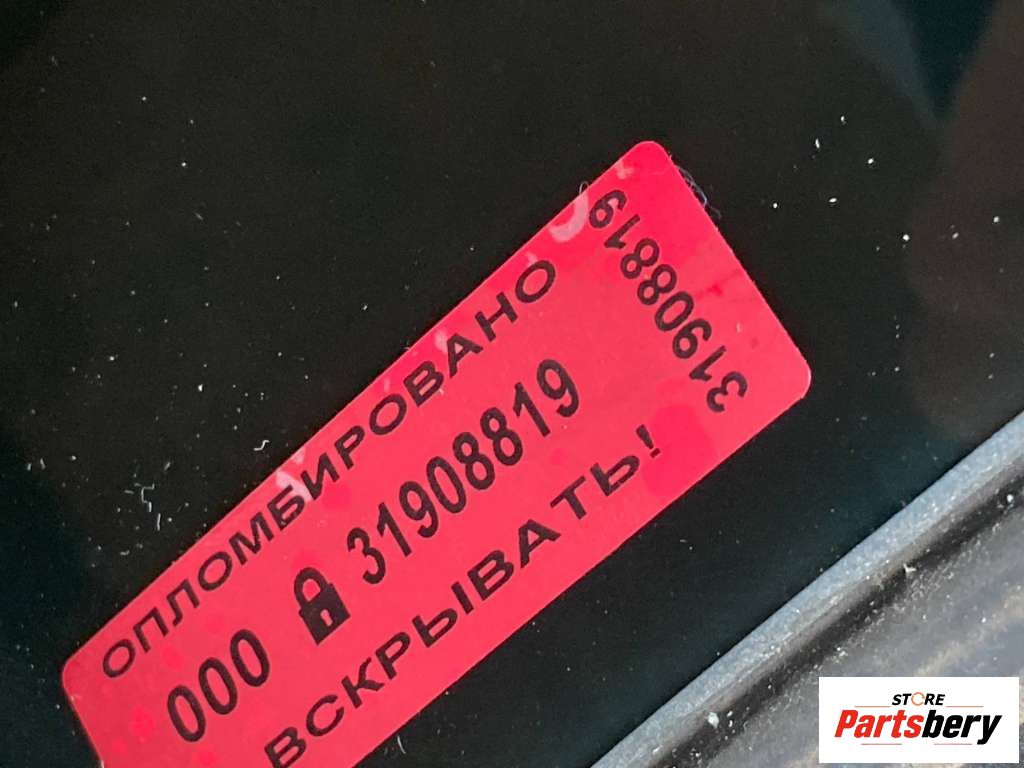 ОПЛОМБИРОВАНО
000 31908819
ВСКРЫВАТЬ!
31908819
STORE
Partsbery